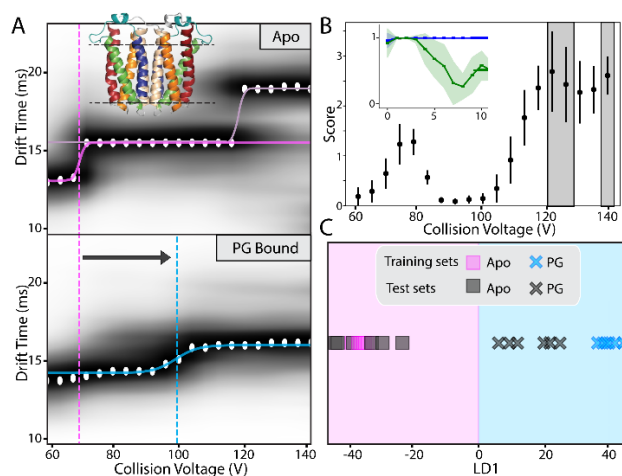 A
Apo
20
15
10
Drift Time (ms)
PG Bound
20
15
10
Drift Time (ms)
60 80 100 120 140
Collision Voltage (V)
B
3
2
1
0
Score
1
0
0 5 10
60 70 80 90 100 110 120 130 140
Collision Voltage (V)
C
Training sets Apo PG
Test sets Apo PG
-40 -20 0 20 40
LD1